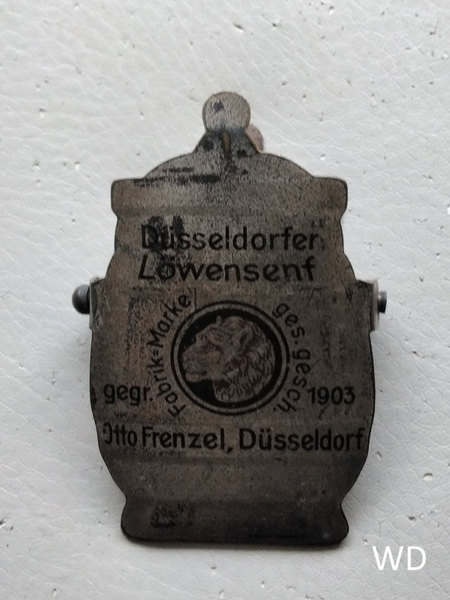 Düsseldorfer
Löwensenf
Fabrik=Marke
ges. gesch.
gegr. 1903
Otto Frenzel, Düsseldorf
WD